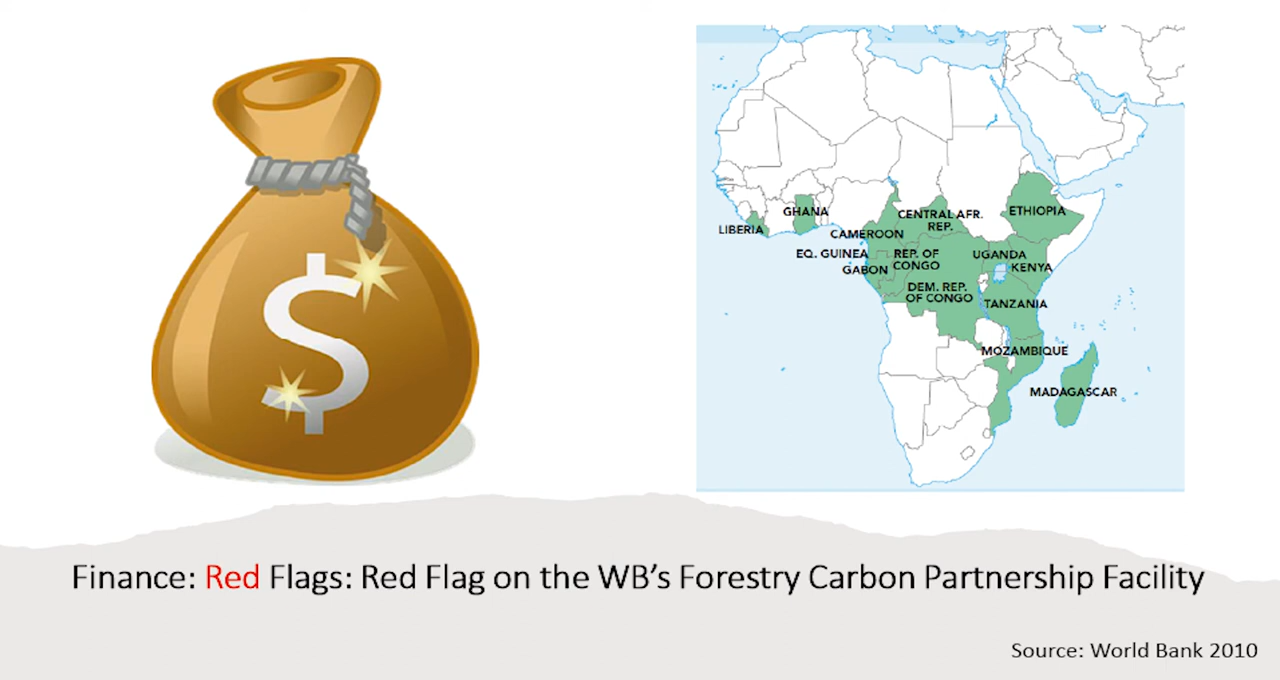 $
GHANA
LIBERIA
CENTRAL AFR.
REP.
ETHIOPIA
CAMEROON
EQ. GUINEA
REP. OF
CONGO
UGANDA
GABON
KENYA
DEM. REP.
OF CONGO
TANZANIA
MOZAMBIQUE
MADAGASCAR
Finance: Red Flags: Red Flag on the WB's Forestry Carbon Partnership Facility
Source: World Bank 2010